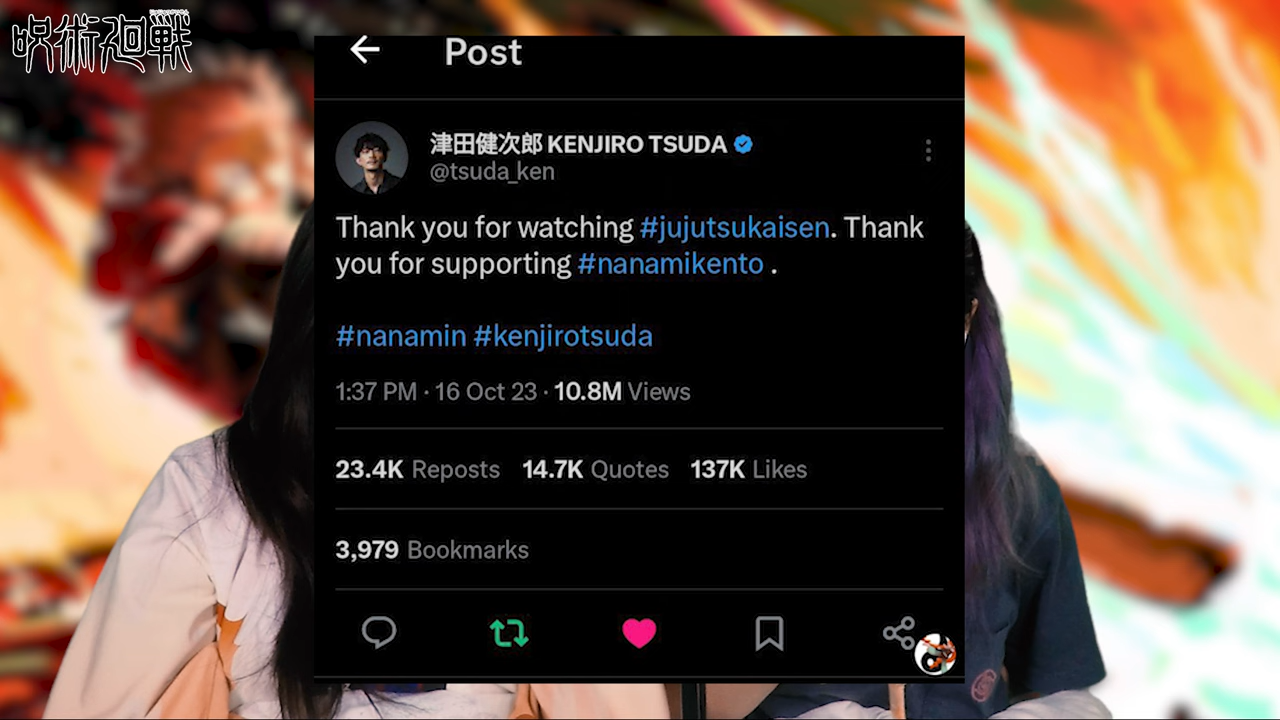 呪術廻戦
Post
津田健次郎 KENJIRO TSUDA
@tsuda_ken
Thank you for watching #jujutsukaisen. Thank
you for supporting #nanamikento .
#nanamin #kenjirotsuda
1:37 PM · 16 Oct 23 · 10.8M Views
23.4K Reposts 14.7K Quotes 137K Likes
3,979 Bookmarks